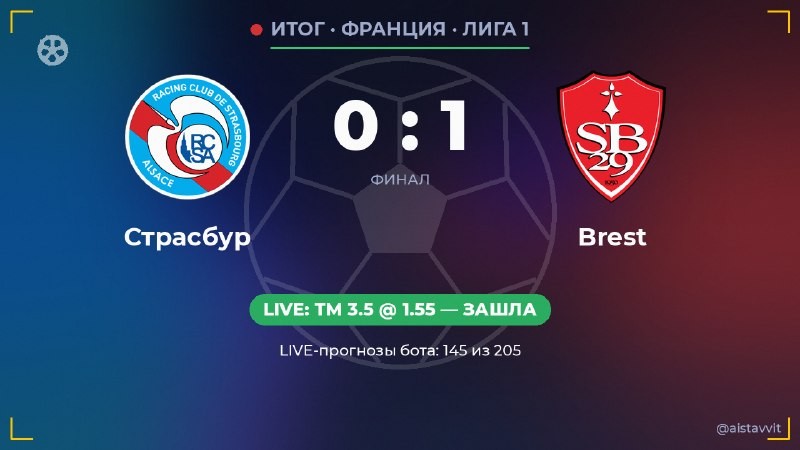 ИТОГ · ФРАНЦИЯ · ЛИГА 1
RACING CLUB DE STRASBOURG
RCSA
ALSACE
0 : 1
SB
29
ФИНАЛ
Страсбур
Brest
LIVE: ТМ 3.5 @ 1.55 — ЗАШЛА
LIVE-прогнозы бота: 145 из 205
@aistavvit